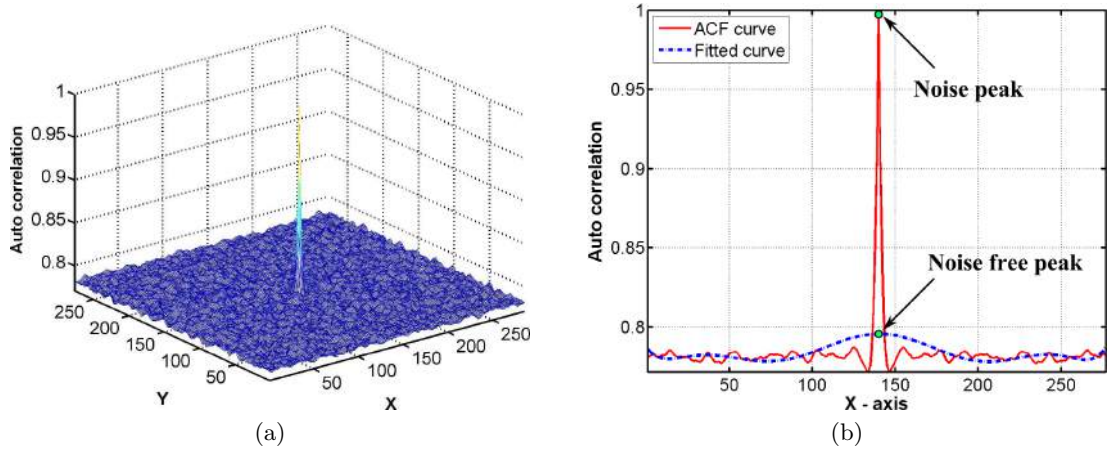 1
0.95
0.9
0.85
0.8
Auto correlation
250
200
150
100
50
Y
50
100
150
200
250
X
(a)
1
0.95
0.9
0.85
0.8
Auto correlation
ACF curve
Fitted curve
Noise peak
Noise free peak
50
100
150
200
250
X - axis
(b)